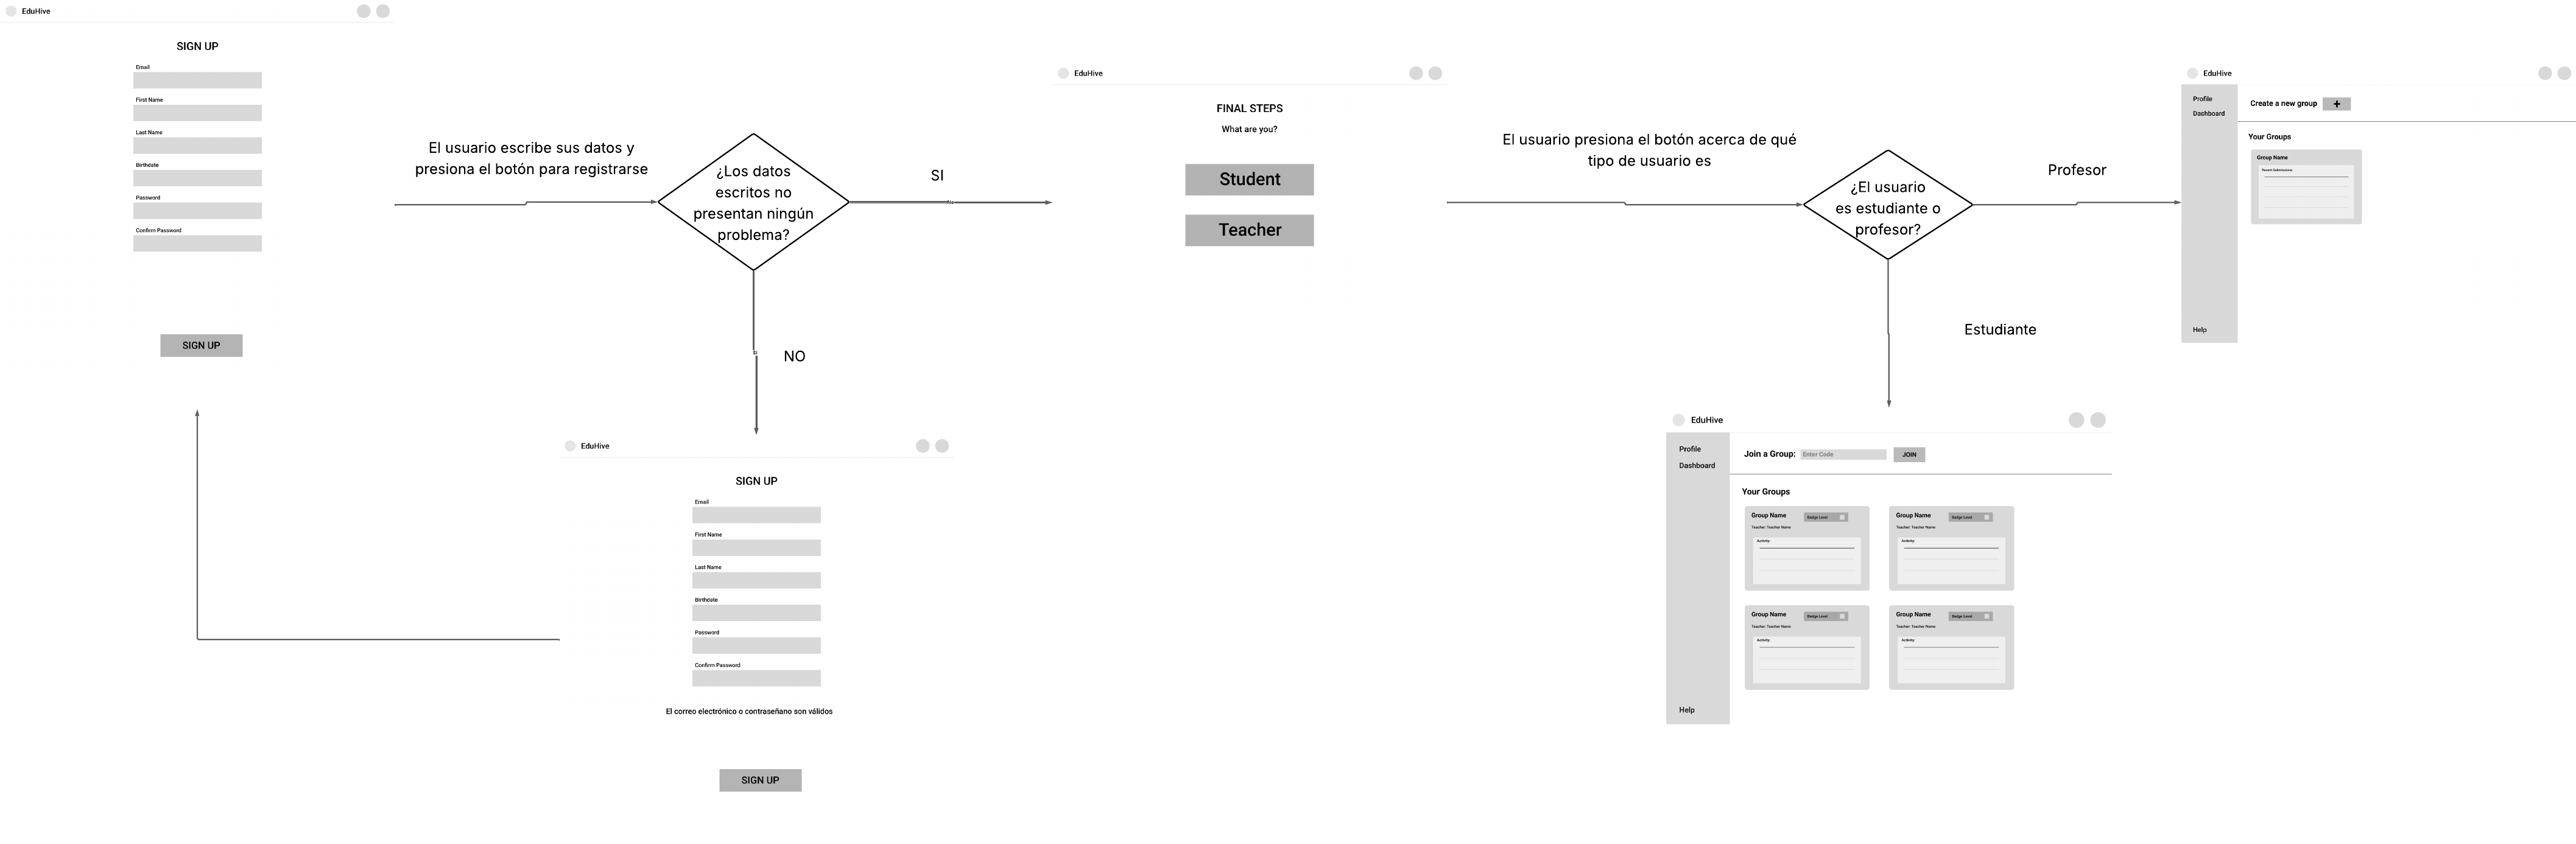 EduHive
SIGN UP
Email
First Name
Last Name
Birthdate
Password
Confirm Password
SIGN UP
El usuario escribe sus datos y
presiona el botón para registrarse
¿Los datos
escritos no
presentan ningún
problema?
SI
NO
EduHive
SIGN UP
Email
First Name
Last Name
Birthdate
Password
Confirm Password
El correo electrónico o contraseñano son válidos
SIGN UP
EduHive
FINAL STEPS
What are you?
Student
Teacher
El usuario presiona el botón acerca de qué
tipo de usuario es
¿El usuario
es estudiante o
profesor?
Profesor
Estudiante
EduHive
Profile
Dashboard
Help
Create a new group +
Your Groups
Group Name
Recent Submissions
EduHive
Profile
Dashboard
Help
Join a Group: Enter Code JOIN
Your Groups
Group Name Badge Level
Teacher: Teacher Name
Activity:
Group Name Badge Level
Teacher: Teacher Name
Activity:
Group Name Badge Level
Teacher: Teacher Name
Activity:
Group Name Badge Level
Teacher: Teacher Name
Activity: